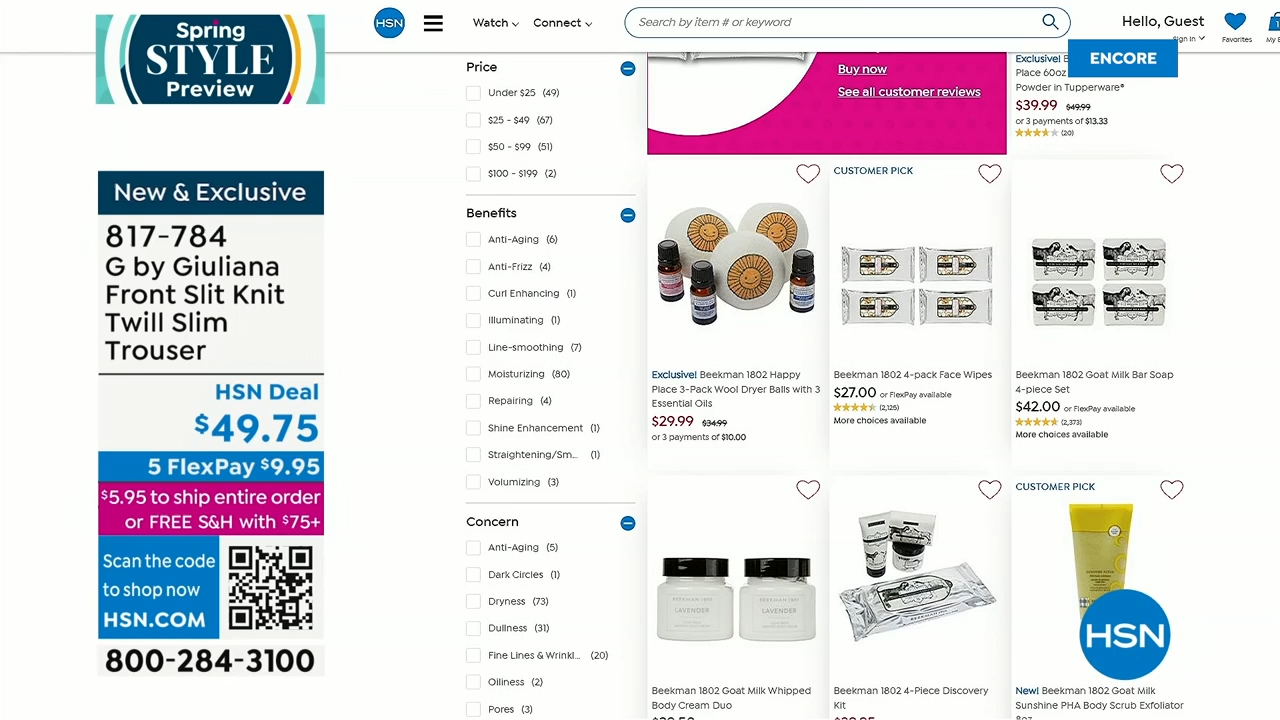 Spring
STYLE
Preview
New & Exclusive
817-784
G by Giuliana
Front Slit Knit
Twill Slim
Trouser
HSN Deal
$49.75
5 FlexPay $9.95
$5.95 to ship entire order
or FREE S&H with $75+
Scan the code
to shop now
HSN.COM
800-284-3100
HSN
Watch
Connect
Search by item # or keyword
Hello, Guest
Sign In
Favorites
ENCORE
Price
Under $25 (49)
$25 - $49 (67)
$50 - $99 (51)
$100 - $199 (2)
Benefits
Anti-Aging (6)
Anti-Frizz (4)
Curl Enhancing (1)
Illuminating (1)
Line-smoothing (7)
Moisturizing (80)
Repairing (4)
Shine Enhancement (1)
Straightening/Sm... (1)
Volumizing (3)
Concern
Anti-Aging (5)
Dark Circles (1)
Dryness (73)
Dullness (31)
Fine Lines & Wrinkl... (20)
Oiliness (2)
Pores (3)
Buy now
See all customer reviews
Exclusive!
Place 60oz
Powder in Tupperware®
$39.99 $49.99
or 3 payments of $13.33
(20)
Exclusive! Beekman 1802 Happy
Place 3-Pack Wool Dryer Balls with 3
Essential Oils
$29.99 $34.99
or 3 payments of $10.00
CUSTOMER PICK
Beekman 1802 4-pack Face Wipes
$27.00 or FlexPay available
(2,125)
More choices available
Beekman 1802 Goat Milk Bar Soap
4-piece Set
$42.00 or FlexPay available
(2,373)
More choices available
BEEKMAN 1802
LAVENDER
BEEKMAN 1802
LAVENDER
Beekman 1802 Goat Milk Whipped
Body Cream Duo
BEEKMAN 1802
Beekman 1802 4-Piece Discovery
Kit
CUSTOMER PICK
HSN
New! Beekman 1802 Goat Milk
Sunshine PHA Body Scrub Exfoliator